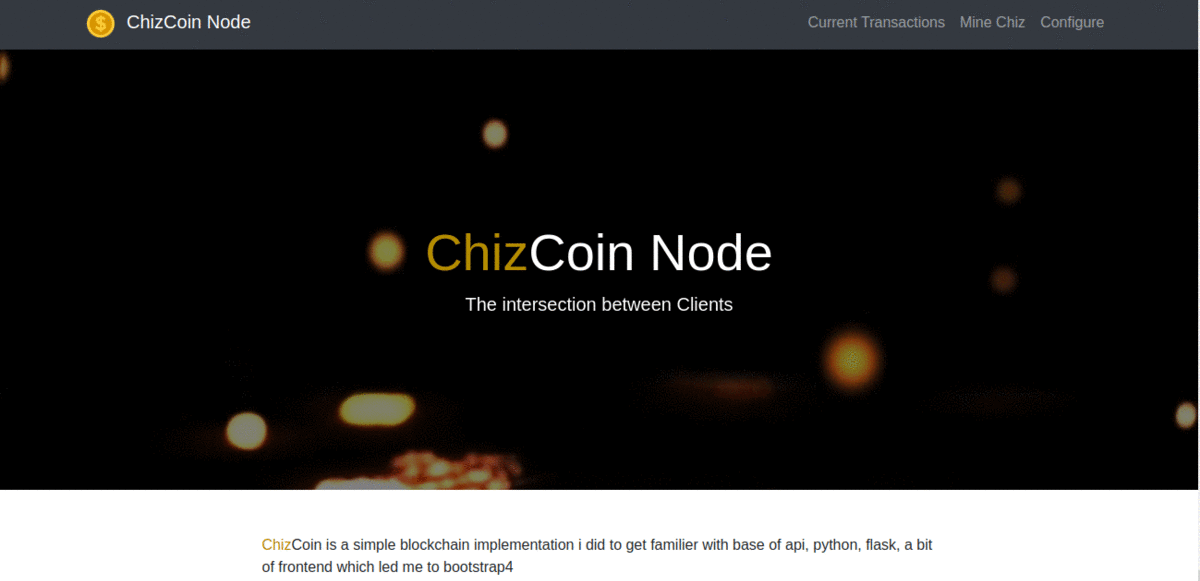 ChizCoin Node
Current Transactions Mine Chiz Configure
ChizCoin Node
The intersection between Clients
ChizCoin is a simple blockchain implementation i did to get familier with base of api, python, flask, a bit
of frontend which led me to bootstrap4